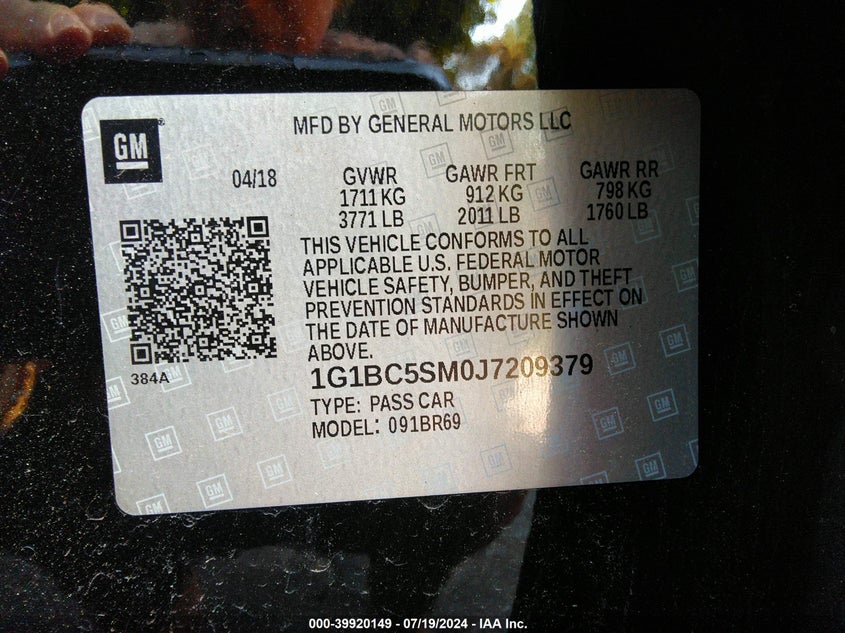 MFD BY GENERAL MOTORS LLC
GM
04/18 GVWR GAWR FRT GAWR RR
1711 KG 912 KG 798 KG
3771 LB 2011 LB 1760 LB
THIS VEHICLE CONFORMS TO ALL
APPLICABLE U.S. FEDERAL MOTOR
VEHICLE SAFETY, BUMPER, AND THEFT
PREVENTION STANDARDS IN EFFECT ON
THE DATE OF MANUFACTURE SHOWN
ABOVE.
384A
1G1BC5SM0J7209379
TYPE: PASS CAR
MODEL: 091BR69
000-39920149 - 07/19/2024 - IAA Inc.